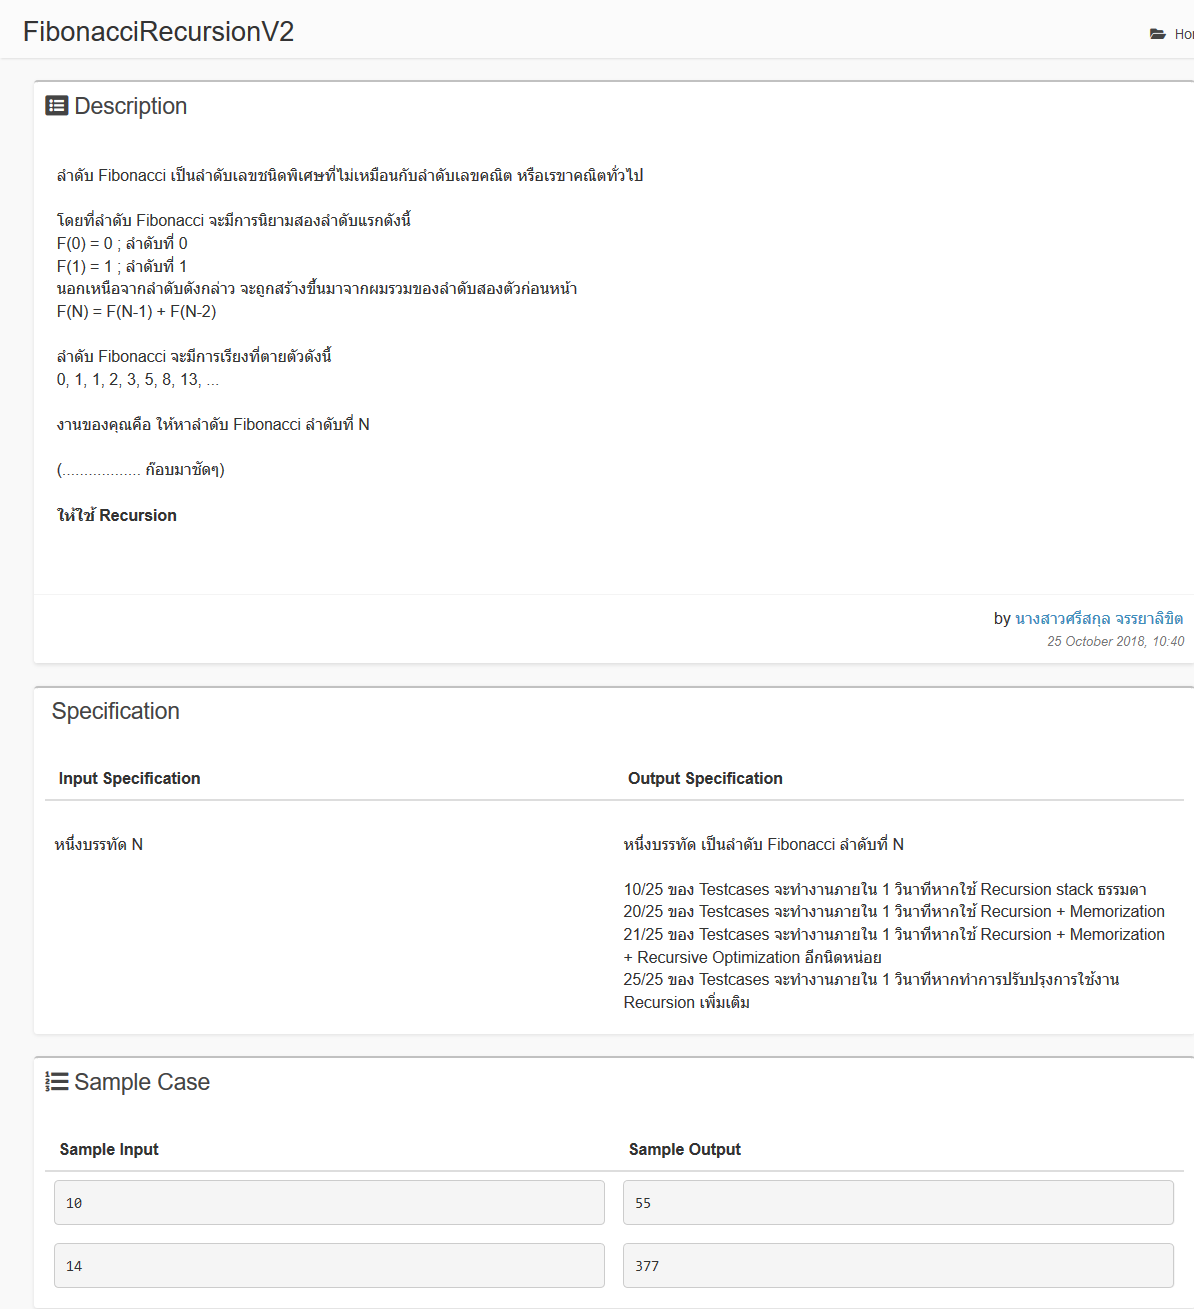 FibonacciRecursionV2
Description
ลำดับ Fibonacci เป็นลำดับเลขชนิดพิเศษที่ไม่เหมือนกับลำดับเลขคณิต หรือเรขาคณิตทั่วไป
โดยที่ลำดับ Fibonacci จะมีการนิยามสองลำดับแรกดังนี้
F(0) = 0 ; ลำดับที่ 0
F(1) = 1 ; ลำดับที่ 1
นอกเหนือจากลำดับดังกล่าว จะถูกสร้างขึ้นมาจากผมรวมของลำดับสองตัวก่อนหน้า
F(N) = F(N-1) + F(N-2)
ลำดับ Fibonacci จะมีการเรียงที่ตายตัวดังนี้
0, 1, 1, 2, 3, 5, 8, 13, ...
งานของคุณคือ ให้หาลำดับ Fibonacci ลำดับที่ N
(.................. ก๊อบมาชัดๆ)
ให้ใช้ Recursion
by นางสาวศรีสกุล จรรยาลิขิต
25 October 2018, 10:40
Specification
Input Specification
Output Specification
หนึ่งบรรทัด N
หนึ่งบรรทัด เป็นลำดับ Fibonacci ลำดับที่ N
10/25 ของ Testcases จะทำงานภายใน 1 วินาทีหากใช้ Recursion stack ธรรมดา
20/25 ของ Testcases จะทำงานภายใน 1 วินาทีหากใช้ Recursion + Memorization
21/25 ของ Testcases จะทำงานภายใน 1 วินาทีหากใช้ Recursion + Memorization
+ Recursive Optimization อีกนิดหน่อย
25/25 ของ Testcases จะทำงานภายใน 1 วินาทีหากทำการปรับปรุงการใช้งาน
Recursion เพิ่มเติม
Sample Case
Sample Input
Sample Output
10
55
14
377